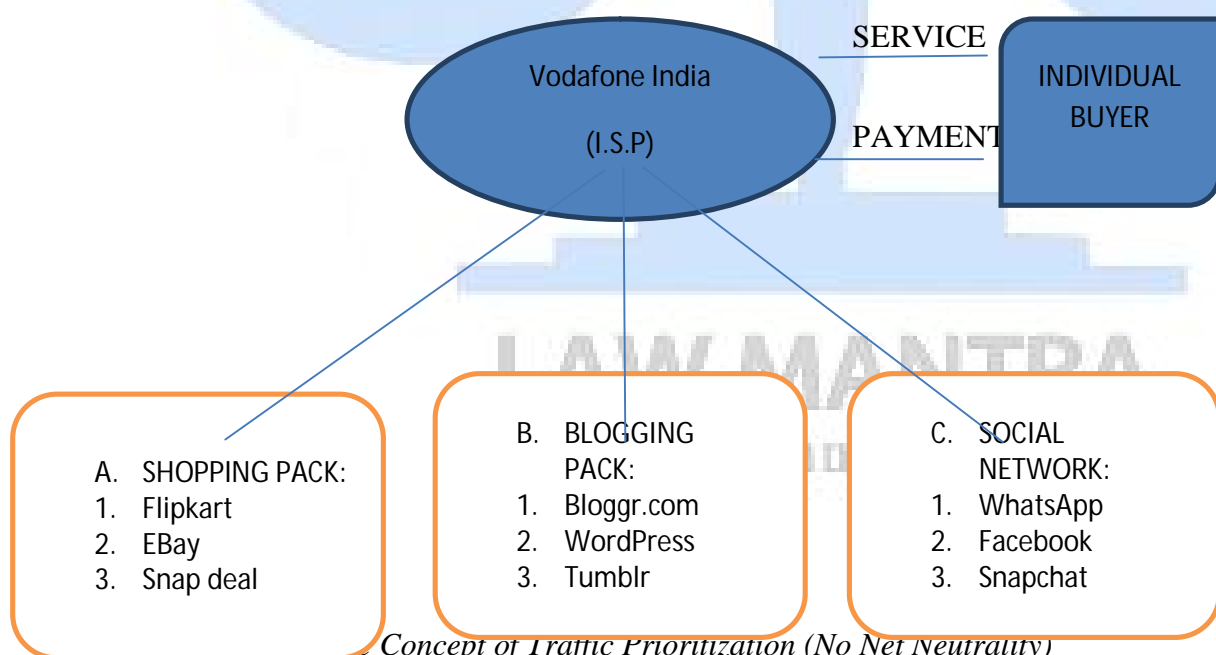 SERVICE
Vodafone India
(I.S.P)
INDIVIDUAL
BUYER
PAYMENT
LAW MANTRA
A. SHOPPING PACK:
1. Flipkart
2. EBay
3. Snap deal
B. BLOGGING
PACK:
1. Bloggr.com
2. WordPress
3. Tumblr
C. SOCIAL
NETWORK:
1. WhatsApp
2. Facebook
3. Snapchat
Concept of Traffic Prioritization (No Net Neutrality)